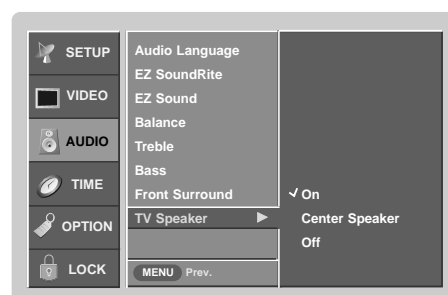 SETUP
VIDEO
AUDIO
TIME
OPTION
LOCK
Audio Language
EZ SoundRite
EZ Sound
Balance
Treble
Bass
Front Surround
TV Speaker
MENU Prev.
On
Center Speaker
Off